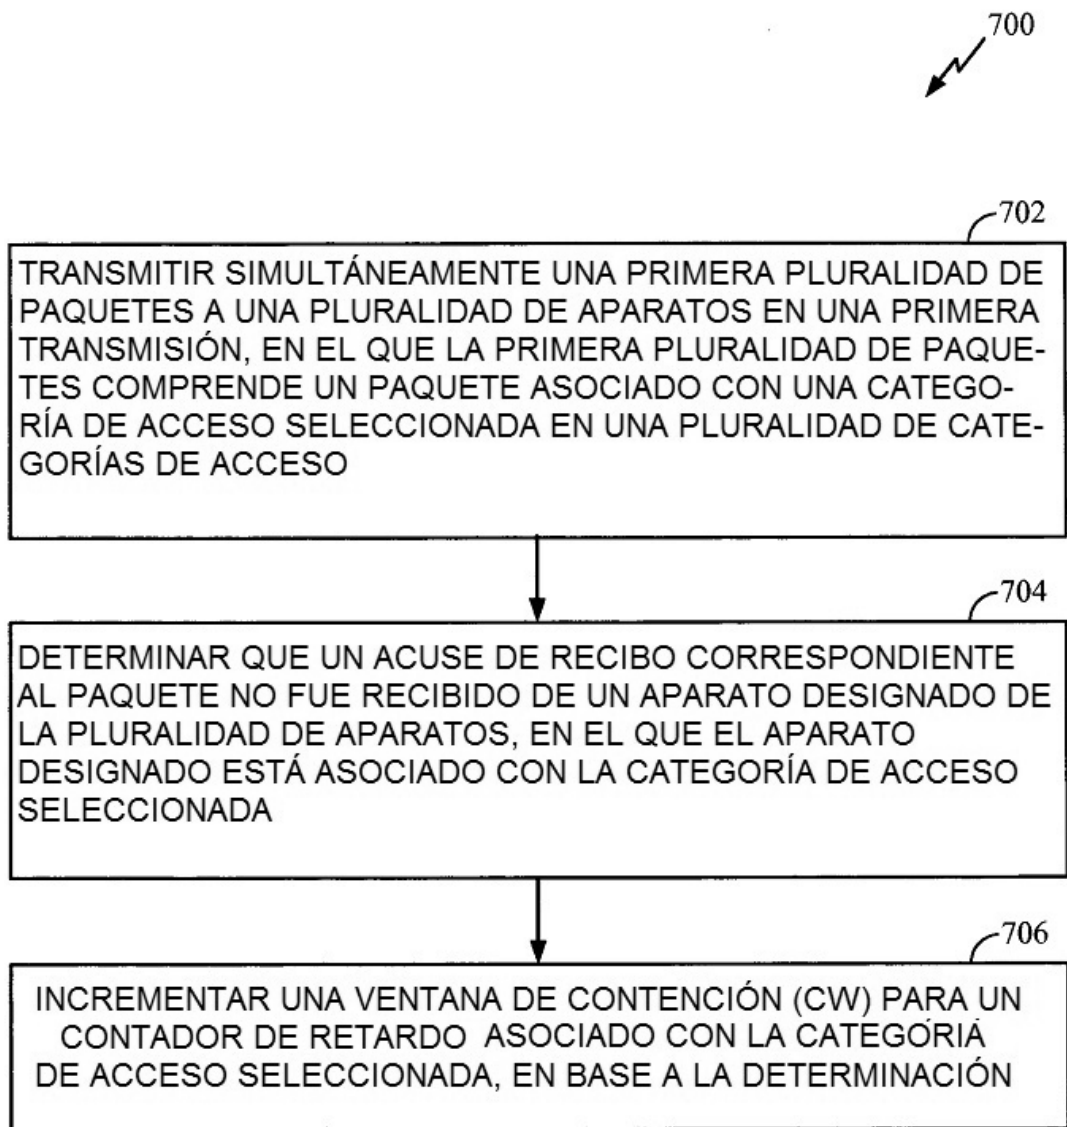 700
702
TRANSMITIR SIMULTÁNEAMENTE UNA PRIMERA PLURALIDAD DE
PAQUETES A UNA PLURALIDAD DE APARATOS EN UNA PRIMERA
TRANSMISIÓN, EN EL QUE LA PRIMERA PLURALIDAD DE PAQUE-
TES COMPRENDE UN PAQUETE ASOCIADO CON UNA CATEGO-
RÍA DE ACCESO SELECCIONADA EN UNA PLURALIDAD DE CATE-
GORÍAS DE ACCESO
704
DETERMINAR QUE UN ACUSE DE RECIBO CORRESPONDIENTE
AL PAQUETE NO FUE RECIBIDO DE UN APARATO DESIGNADO DE
LA PLURALIDAD DE APARATOS, EN EL QUE EL APARATO
DESIGNADO ESTÁ ASOCIADO CON LA CATEGORÍA DE ACCESO
SELECCIONADA
706
INCREMENTAR UNA VENTANA DE CONTENCIÓN (CW) PARA UN
CONTADOR DE RETARDO ASOCIADO CON LA CATEGORÍA
DE ACCESO SELECCIONADA, EN BASE A LA DETERMINACIÓN